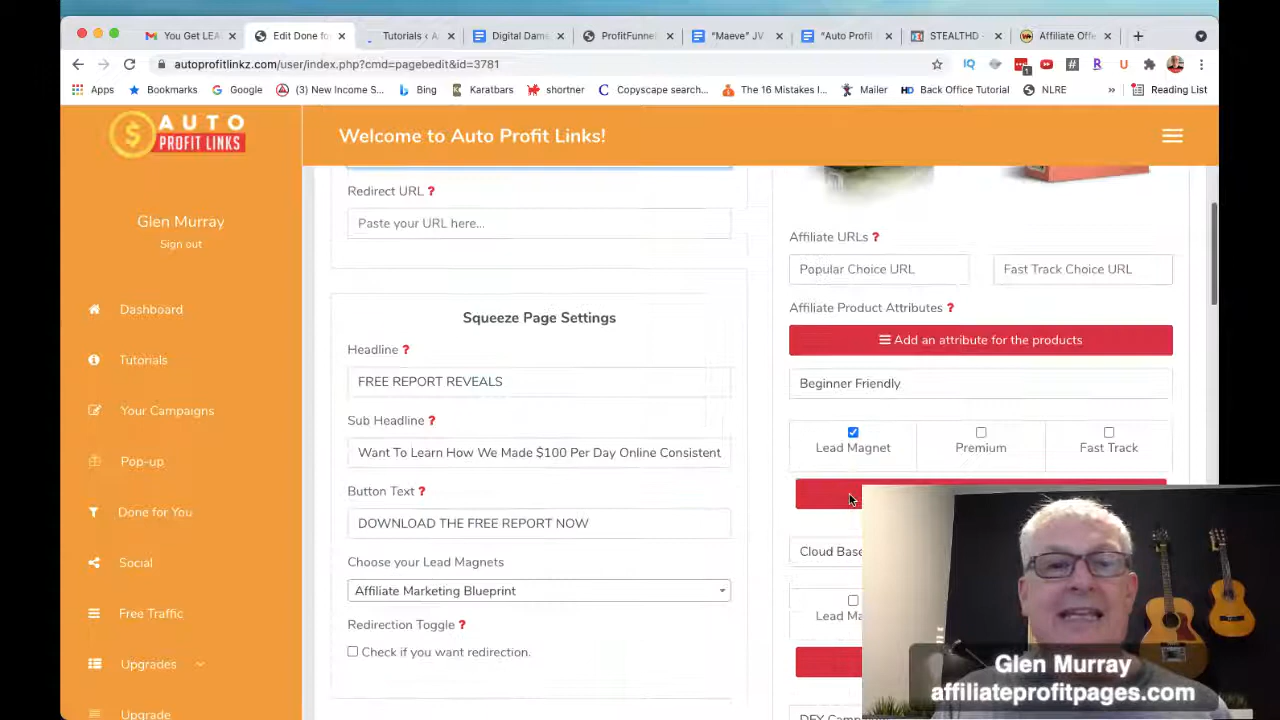 You Get LEA
Edit Done fo
Tutorials ‹ A
Digital Dam
ProfitFunnel
"Maeve" JV
"Auto Profi
STEALTHD
Affiliate Offe
autoprofitlinkz.com/user/index.php?cmd=pagebedit&id=3781
Apps
Bookmarks
Google
(3) New Income S...
Bing
Karatbars
shortner
Copyscape search...
The 16 Mistakes I...
Mailer
Back Office Tutorial
NLRE
»
Reading List
AUTO
PROFIT LINKS
Welcome to Auto Profit Links!
Glen Murray
Sign out
Dashboard
Tutorials
Your Campaigns
Pop-up
Done for You
Social
Free Traffic
Upgrades
Upgrade
Redirect URL ?
Paste your URL here...
Squeeze Page Settings
Headline ?
FREE REPORT REVEALS
Sub Headline ?
Want To Learn How We Made $100 Per Day Online Consistent
Button Text ?
DOWNLOAD THE FREE REPORT NOW
Choose your Lead Magnets
Affiliate Marketing Blueprint
Redirection Toggle ?
Check if you want redirection.
Affiliate URLs ?
Popular Choice URL
Fast Track Choice URL
Affiliate Product Attributes ?
Add an attribute for the products
Beginner Friendly
Lead Magnet
Premium
Fast Track
Cloud Base
Lead Ma
DFY Camp
Glen Murray
affiliateprofitpages.com